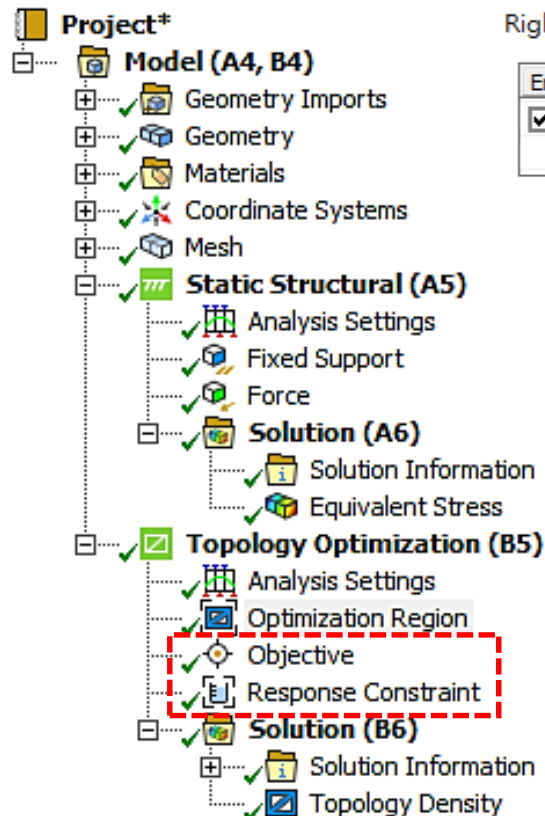 Project*
Model (A4, B4)
Geometry Imports
Geometry
Materials
Coordinate Systems
Mesh
Static Structural (A5)
Analysis Settings
Fixed Support
Force
Solution (A6)
Solution Information
Equivalent Stress
Topology Optimization (B5)
Analysis Settings
Optimization Region
Objective
Response Constraint
Solution (B6)
Solution Information
Topology Density